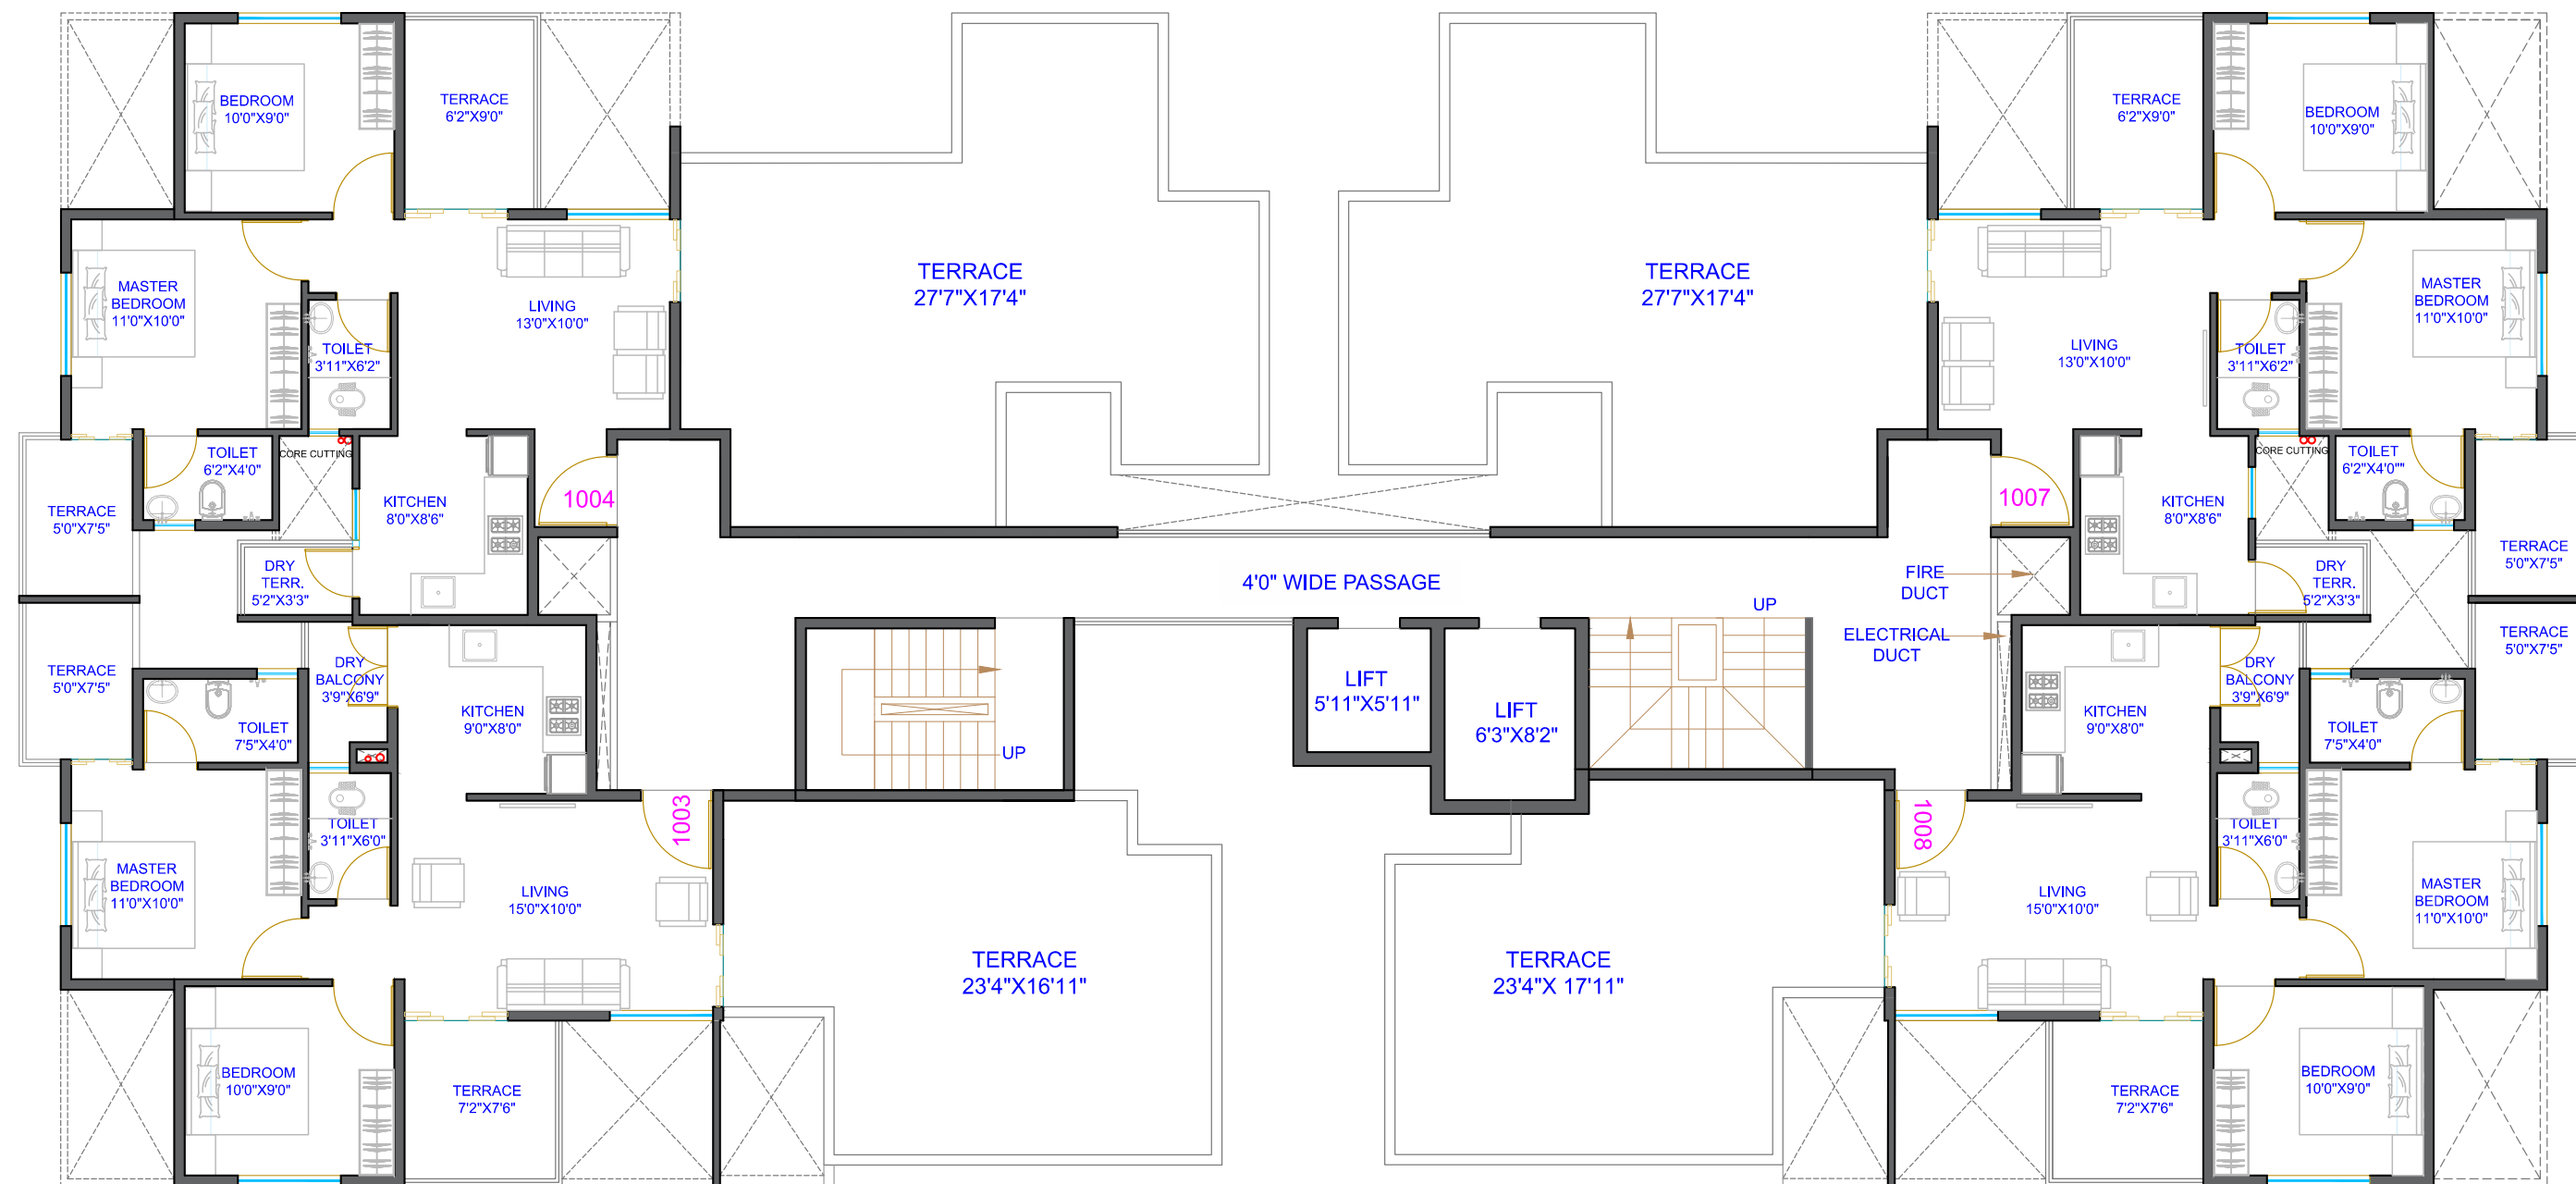 BEDROOM
10'0"X9'0"
TERRACE
6'2"X9'0"
TERRACE
6'2"X9'0"
BEDROOM
10'0"X9'0"
MASTER
BEDROOM
11'0"X10'0"
LIVING
13'0"X10'0"
TOILET
3'11"X6'2"
TERRACE
27'7"X17'4"
TERRACE
27'7"X17'4"
LIVING
13'0"X10'0"
TOILET
3'11"X6'2"
MASTER
BEDROOM
11'0"X10'0"
TOILET
6'2"X4'0"
CORE CUTTING
KITCHEN
8'0"X8'6"
1004
TERRACE
5'0"X7'5"
DRY
TERR.
5'2"X3'3"
1007
KITCHEN
8'0"X8'6"
CORE CUTTING
TOILET
6'2"X4'0""
TERRACE
5'0"X7'5"
DRY
TERR.
5'2"X3'3"
4'0" WIDE PASSAGE
FIRE
DUCT
UP
ELECTRICAL
DUCT
TERRACE
5'0"X7'5"
DRY
BALCONY
3'9"X6'9"
TOILET
7'5"X4'0"
KITCHEN
9'0"X8'0"
UP
LIFT
5'11"X5'11"
LIFT
6'3"X8'2"
KITCHEN
9'0"X8'0"
DRY
BALCONY
3'9"X6'9"
TOILET
7'5"X4'0"
TERRACE
5'0"X7'5"
TOILET
3'11"X6'0"
1003
MASTER
BEDROOM
11'0"X10'0"
LIVING
15'0"X10'0"
1008
TOILET
3'11"X6'0"
LIVING
15'0"X10'0"
MASTER
BEDROOM
11'0"X10'0"
TERRACE
23'4"X16'11"
TERRACE
23'4"X 17'11"
BEDROOM
10'0"X9'0"
TERRACE
7'2"X7'6"
TERRACE
7'2"X7'6"
BEDROOM
10'0"X9'0"